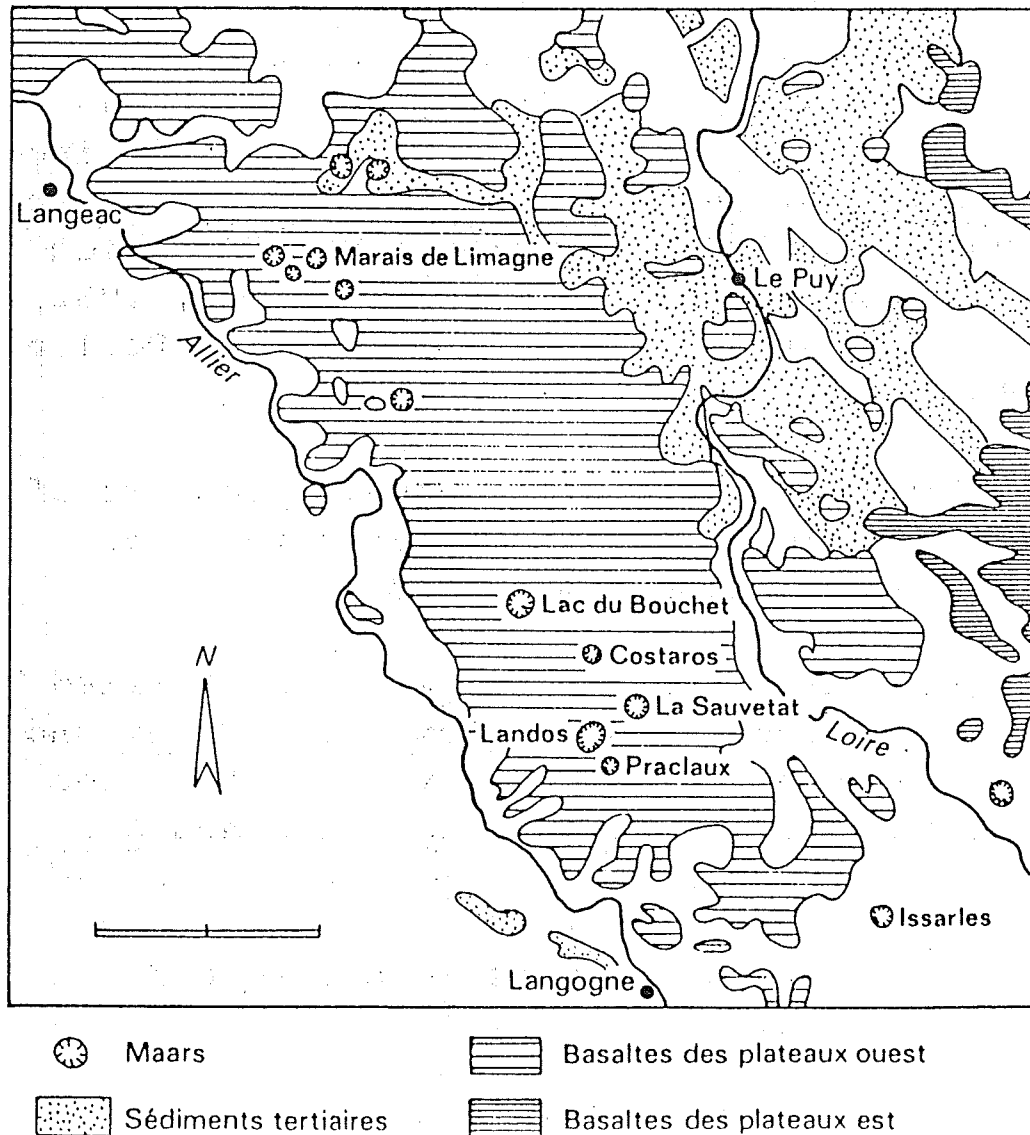 Langeac
Marais de Limagne
Le Puy
Allier
Lac du Bouchet
Costaros
N
La Sauvetat
Landos
Loire
Praclaux
Issarles
Langogne
Maars
Basaltes des plateaux ouest
Sédiments tertiaires
Basaltes des plateaux est